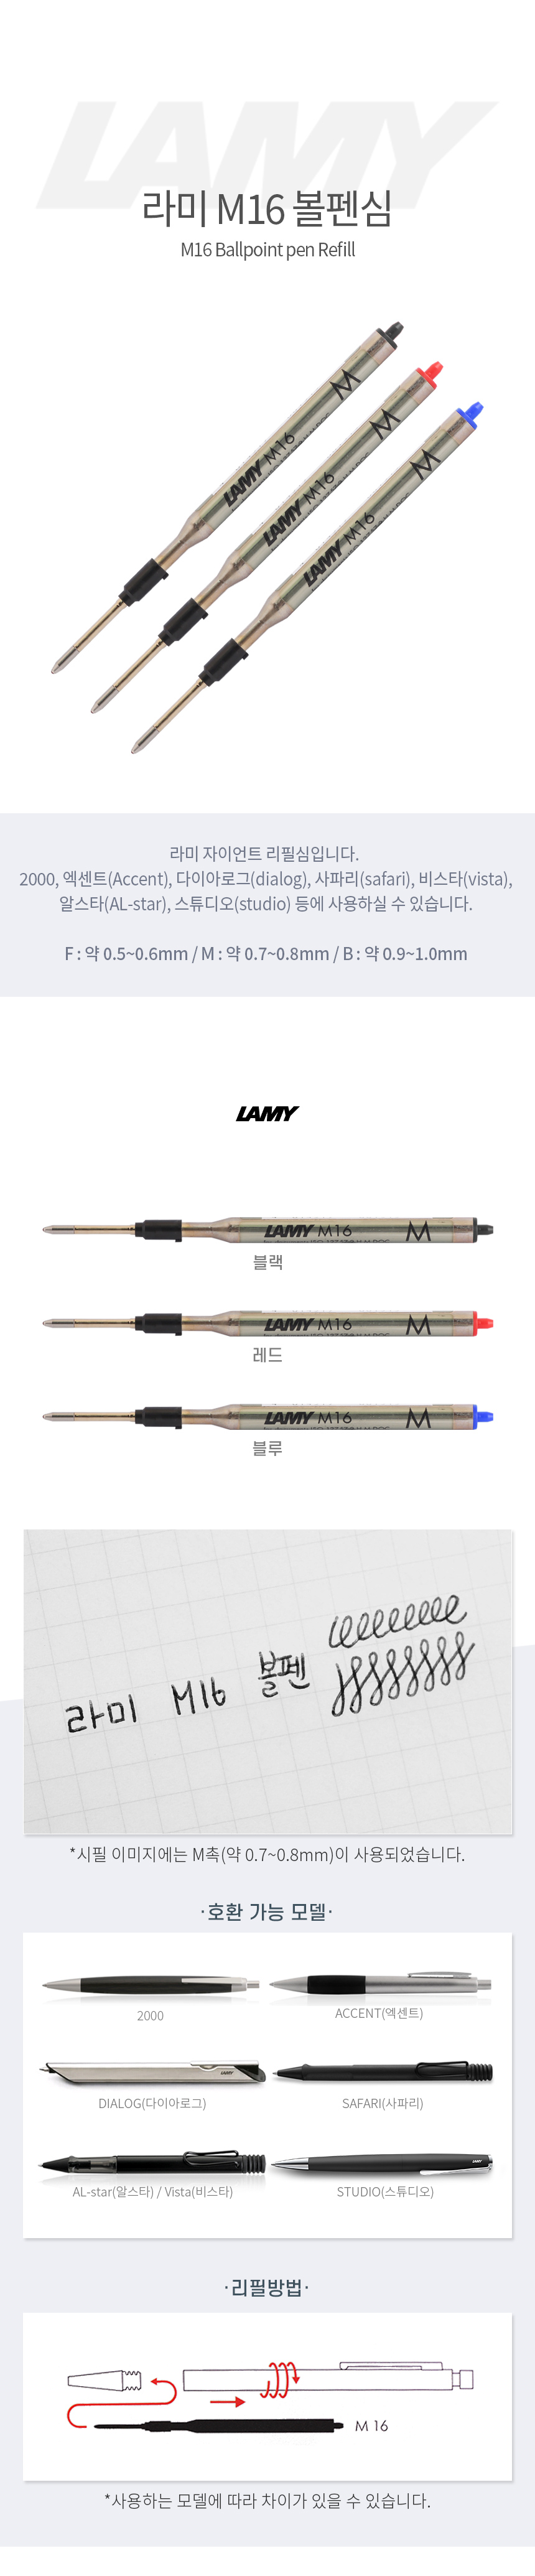 LAMY
라미 M16 볼펜심
M16 Ballpoint pen Refill
LAMY M16 M
LAMY M16 M
LAMY M16 M
라미 자이언트 리필심입니다.
2000, 엑센트(Accent), 다이아로그(dialog), 사파리(safari), 비스타(vista),
알스타(AL-star), 스튜디오(studio) 등에 사용하실 수 있습니다.
F : 약 0.5~0.6mm / M : 약 0.7~0.8mm / B : 약 0.9~1.0mm
LAMY
LAMY M16 M
블랙
LAMY M16 M
레드
LAMY M16 M
블루
라미 M16 볼펜
*시필 이미지에는 M촉(약 0.7~0.8mm)이 사용되었습니다.
·호환 가능 모델·
2000
ACCENT(엑센트)
LAMY
DIALOG(다이아로그)
SAFARI(사파리)
LAMY
AL-star(알스타) / Vista(비스타)
STUDIO(스튜디오)
·리필방법·
M 16
*사용하는 모델에 따라 차이가 있을 수 있습니다.